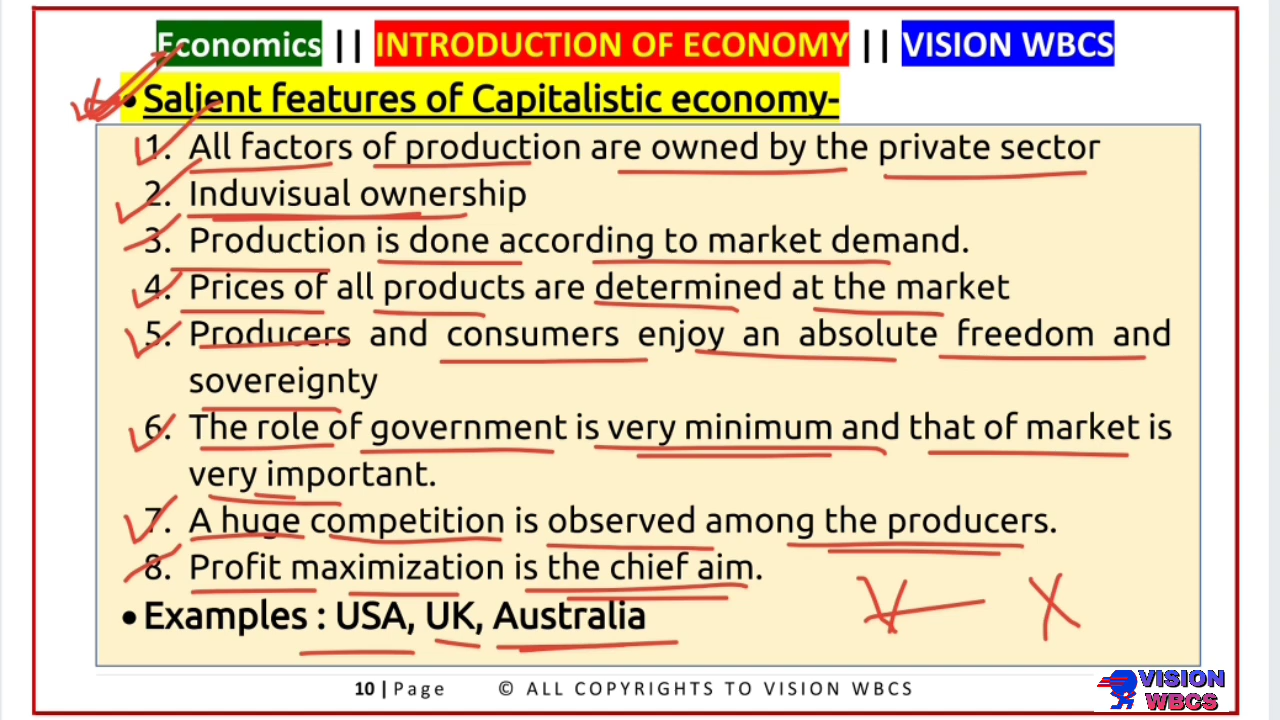 Economics || INTRODUCTION OF ECONOMY || VISION WBCS
• Salient features of Capitalistic economy-
1. All factors of production are owned by the private sector
2. Induvisual ownership
3. Production is done according to market demand.
4. Prices of all products are determined at the market
5. Producers and consumers enjoy an absolute freedom and
sovereignty
6. The role of government is very minimum and that of market is
very important.
7. A huge competition is observed among the producers.
8. Profit maximization is the chief aim.
• Examples : USA, UK, Australia
10 | Page © ALL COPYRIGHTS TO VISION WBCS
VISION
WBCS